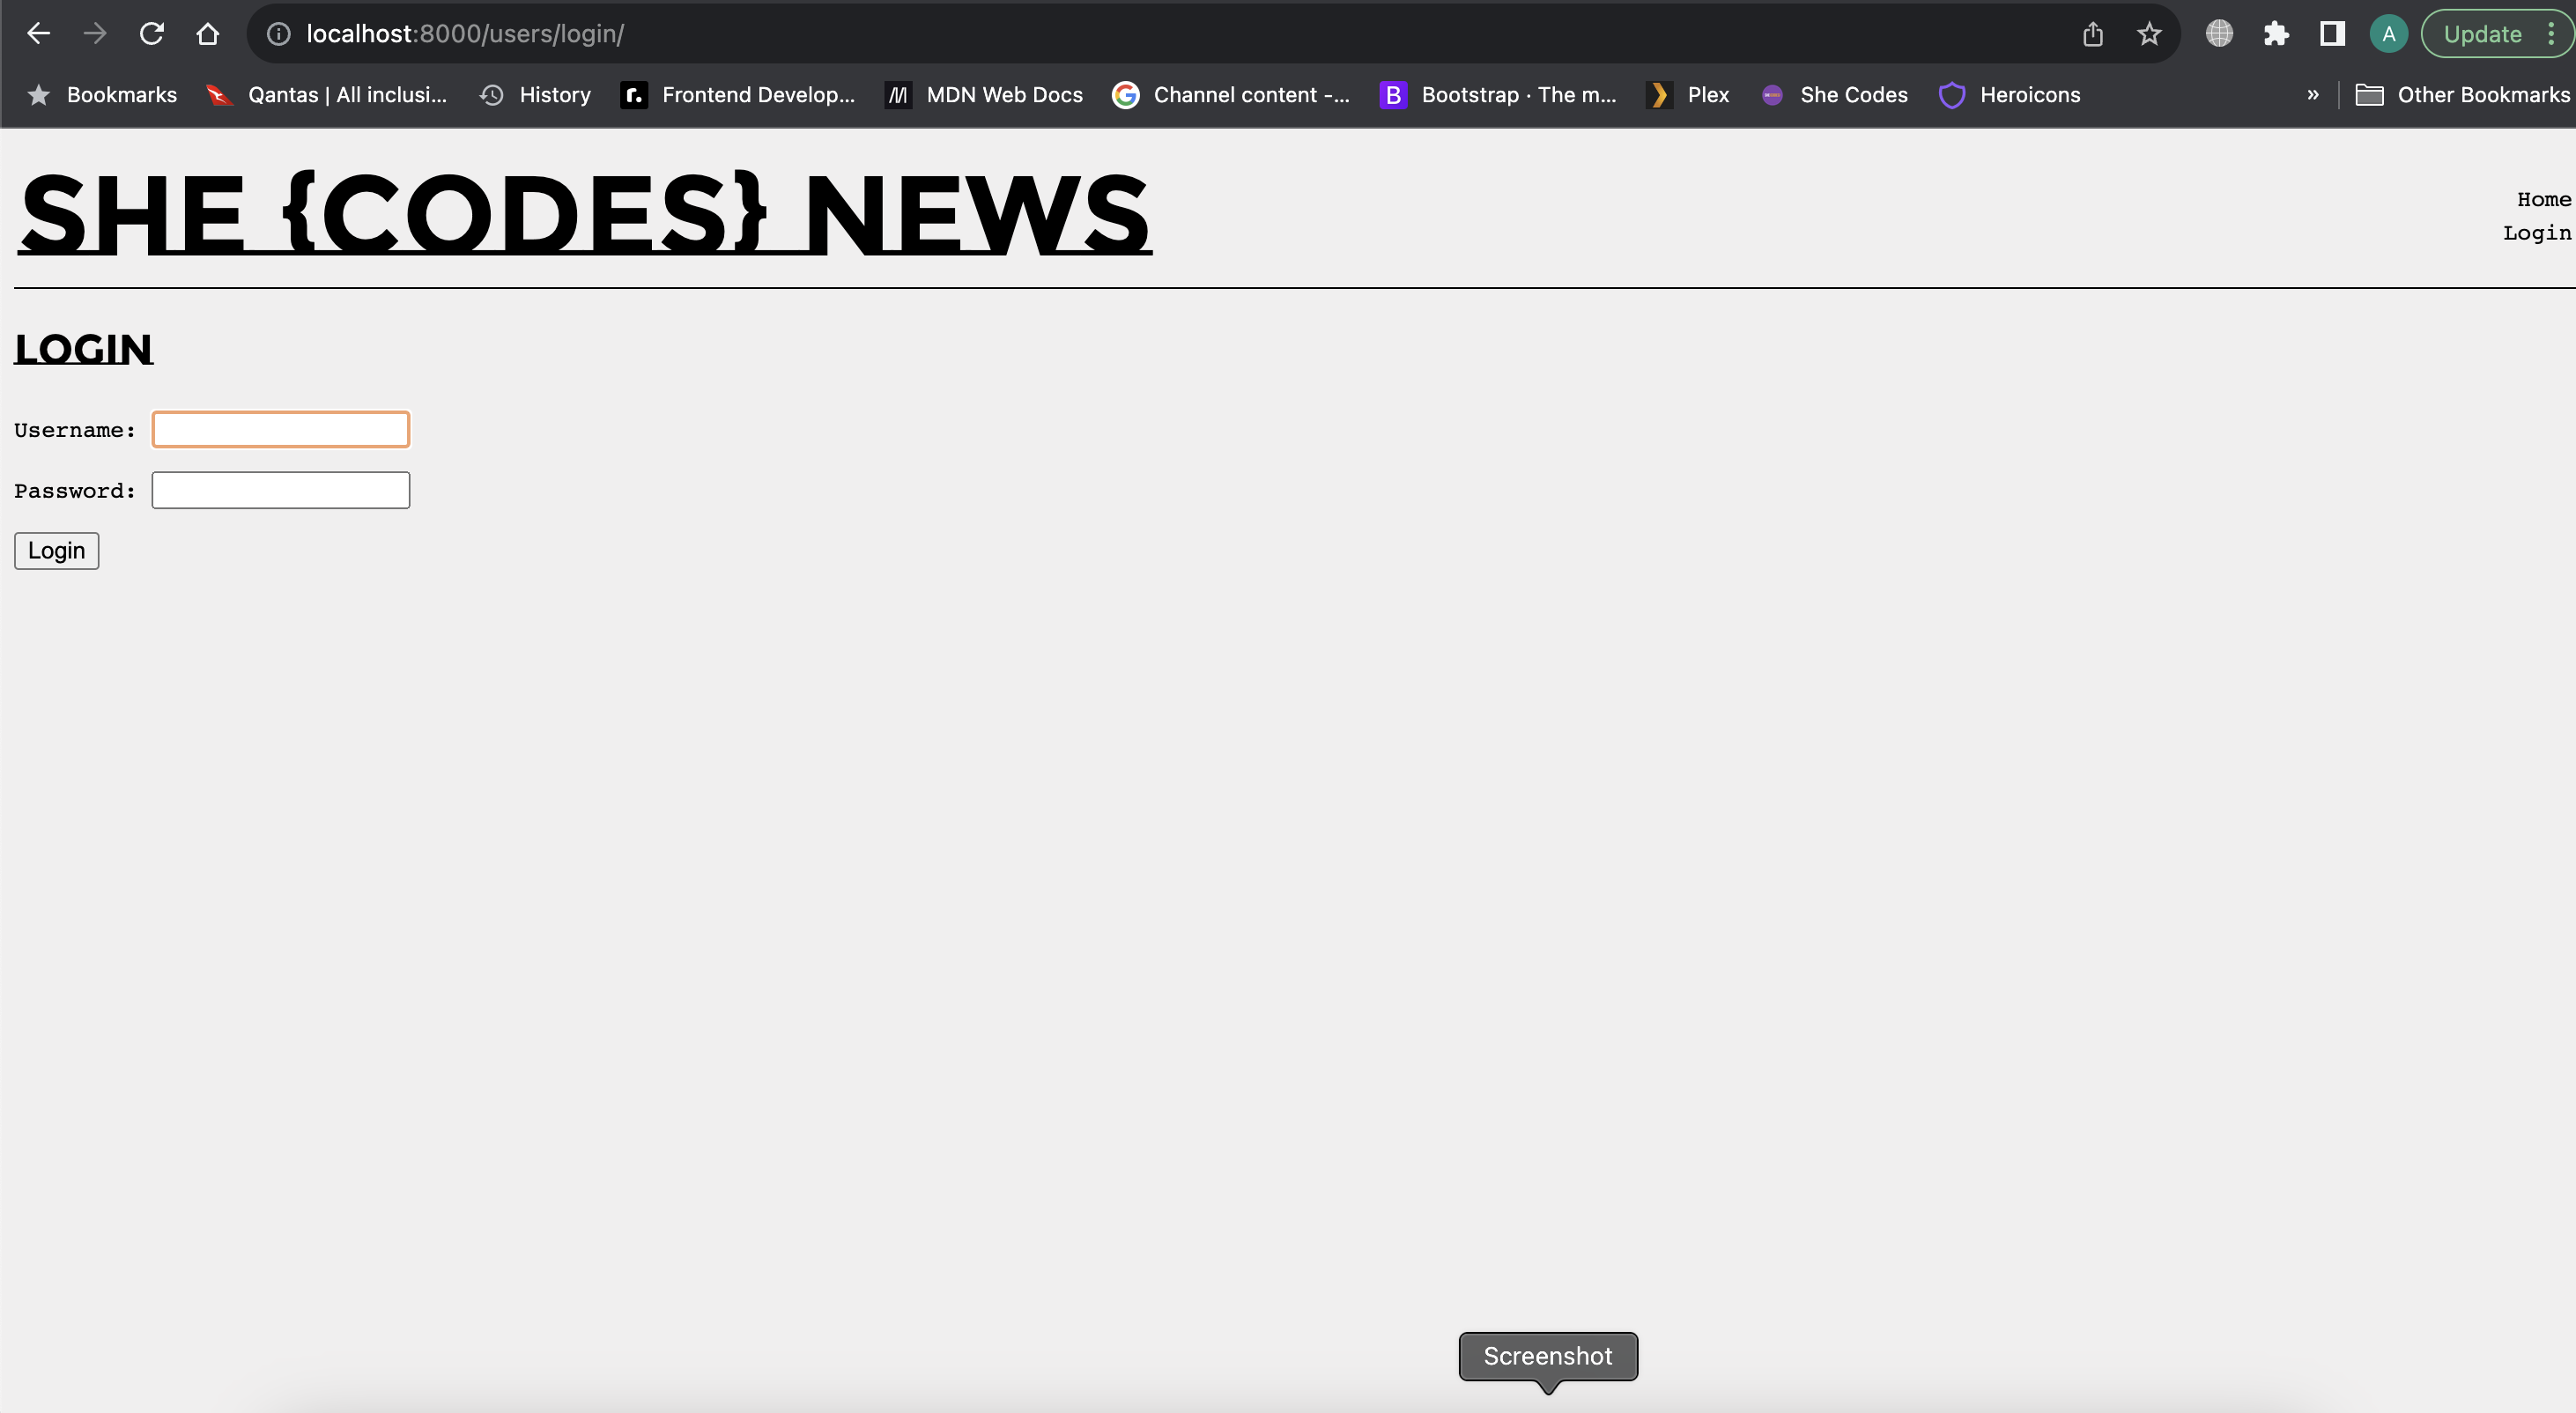 localhost:8000/users/login/
A
Update
Bookmarks
Qantas | All inclusi...
History
r.
Frontend Develop...
M
MDN Web Docs
G
Channel content -...
B
Bootstrap · The m...
Plex
She Codes
Heroicons
»
Other Bookmarks
SHE {CODES} NEWS
Home
Login
LOGIN
Username:
Password:
Login
Screenshot